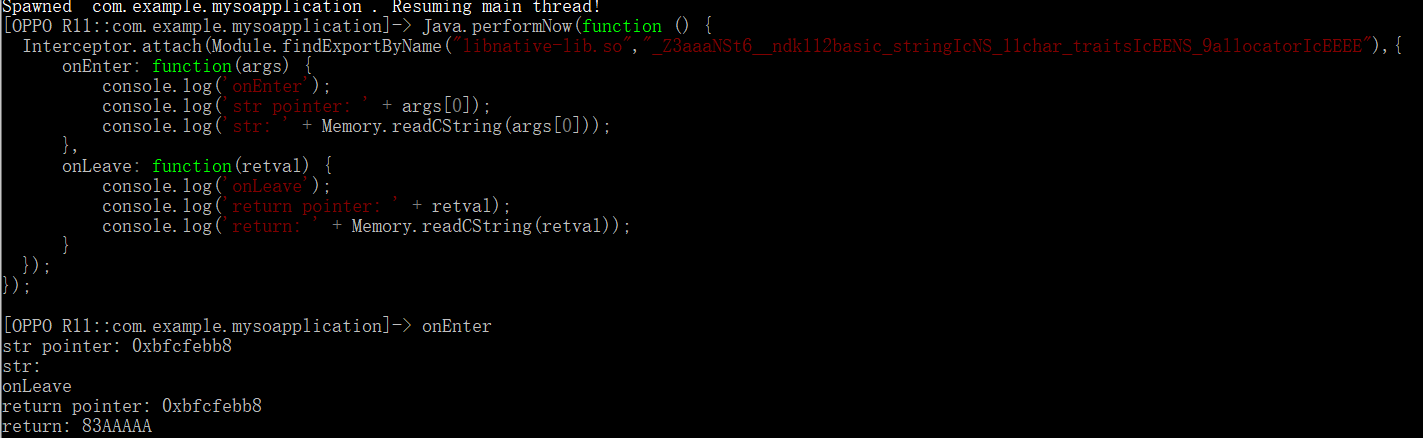 Spawned `com.example.mysoapplication`. Resuming main thread!
[OPPO R11::com.example.mysoapplication]-> Java.performNow(function () {
  Interceptor.attach(Module.findExportByName("libnative-lib.so","_Z3aaaNSt6__ndk112basic_stringIcNS_11char_traitsIcEENS_9allocatorIcEEEE"),{
      onEnter: function(args) {
          console.log('onEnter');
          console.log('str pointer: ' + args[0]);
          console.log('str: ' + Memory.readCString(args[0]));
      },
      onLeave: function(retval) {
          console.log('onLeave');
          console.log('return pointer: ' + retval);
          console.log('return: ' + Memory.readCString(retval));
      }
  });
});
[OPPO R11::com.example.mysoapplication]-> onEnter
str pointer: 0xbfcfebb8
str:
onLeave
return pointer: 0xbfcfebb8
return: 83AAAAA